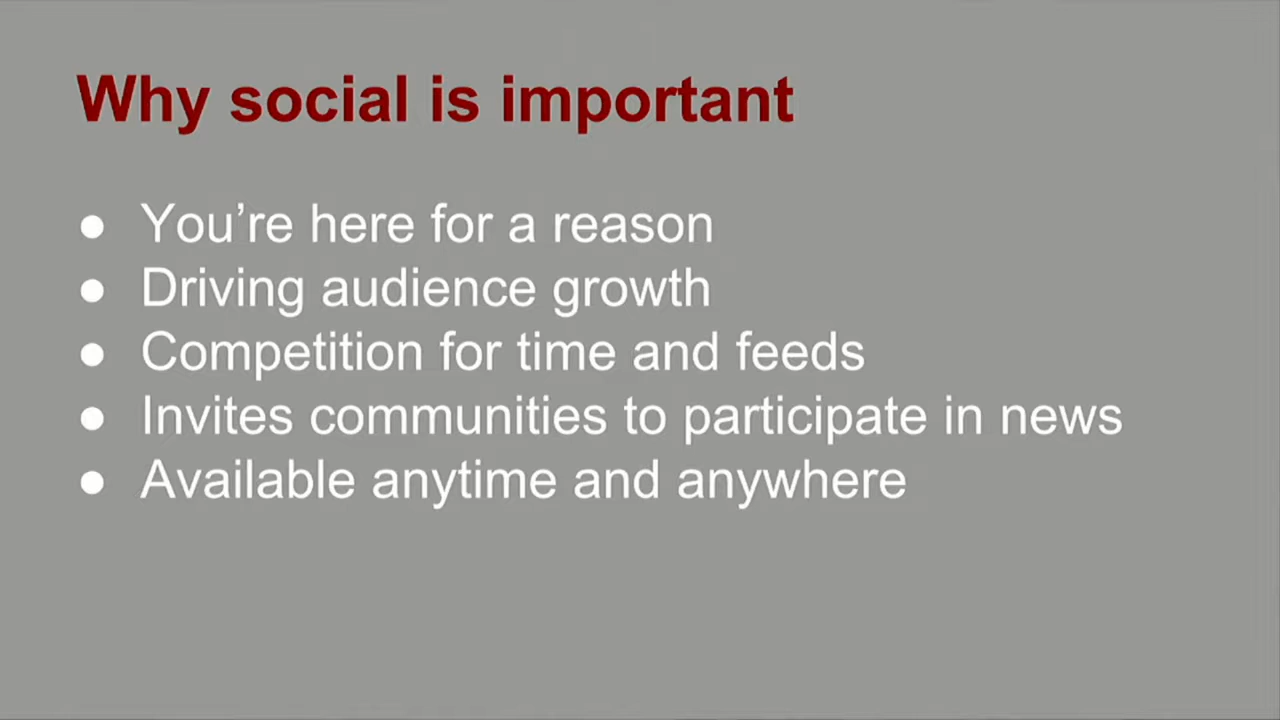 Why social is important
● You’re here for a reason
● Driving audience growth
● Competition for time and feeds
● Invites communities to participate in news
● Available anytime and anywhere